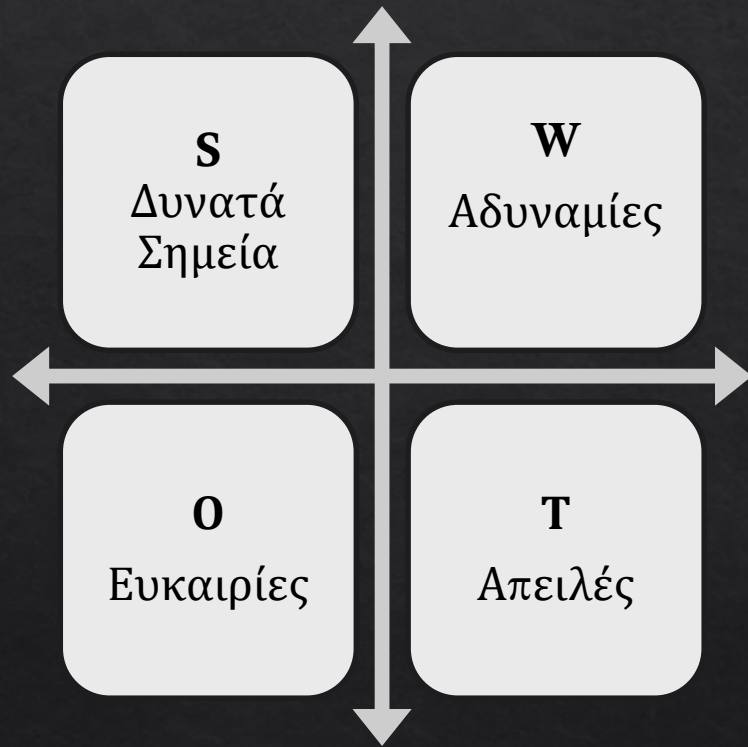 S
Δυνατά
Σημεία
W
Αδυναμίες
O
Ευκαιρίες
T
Απειλές